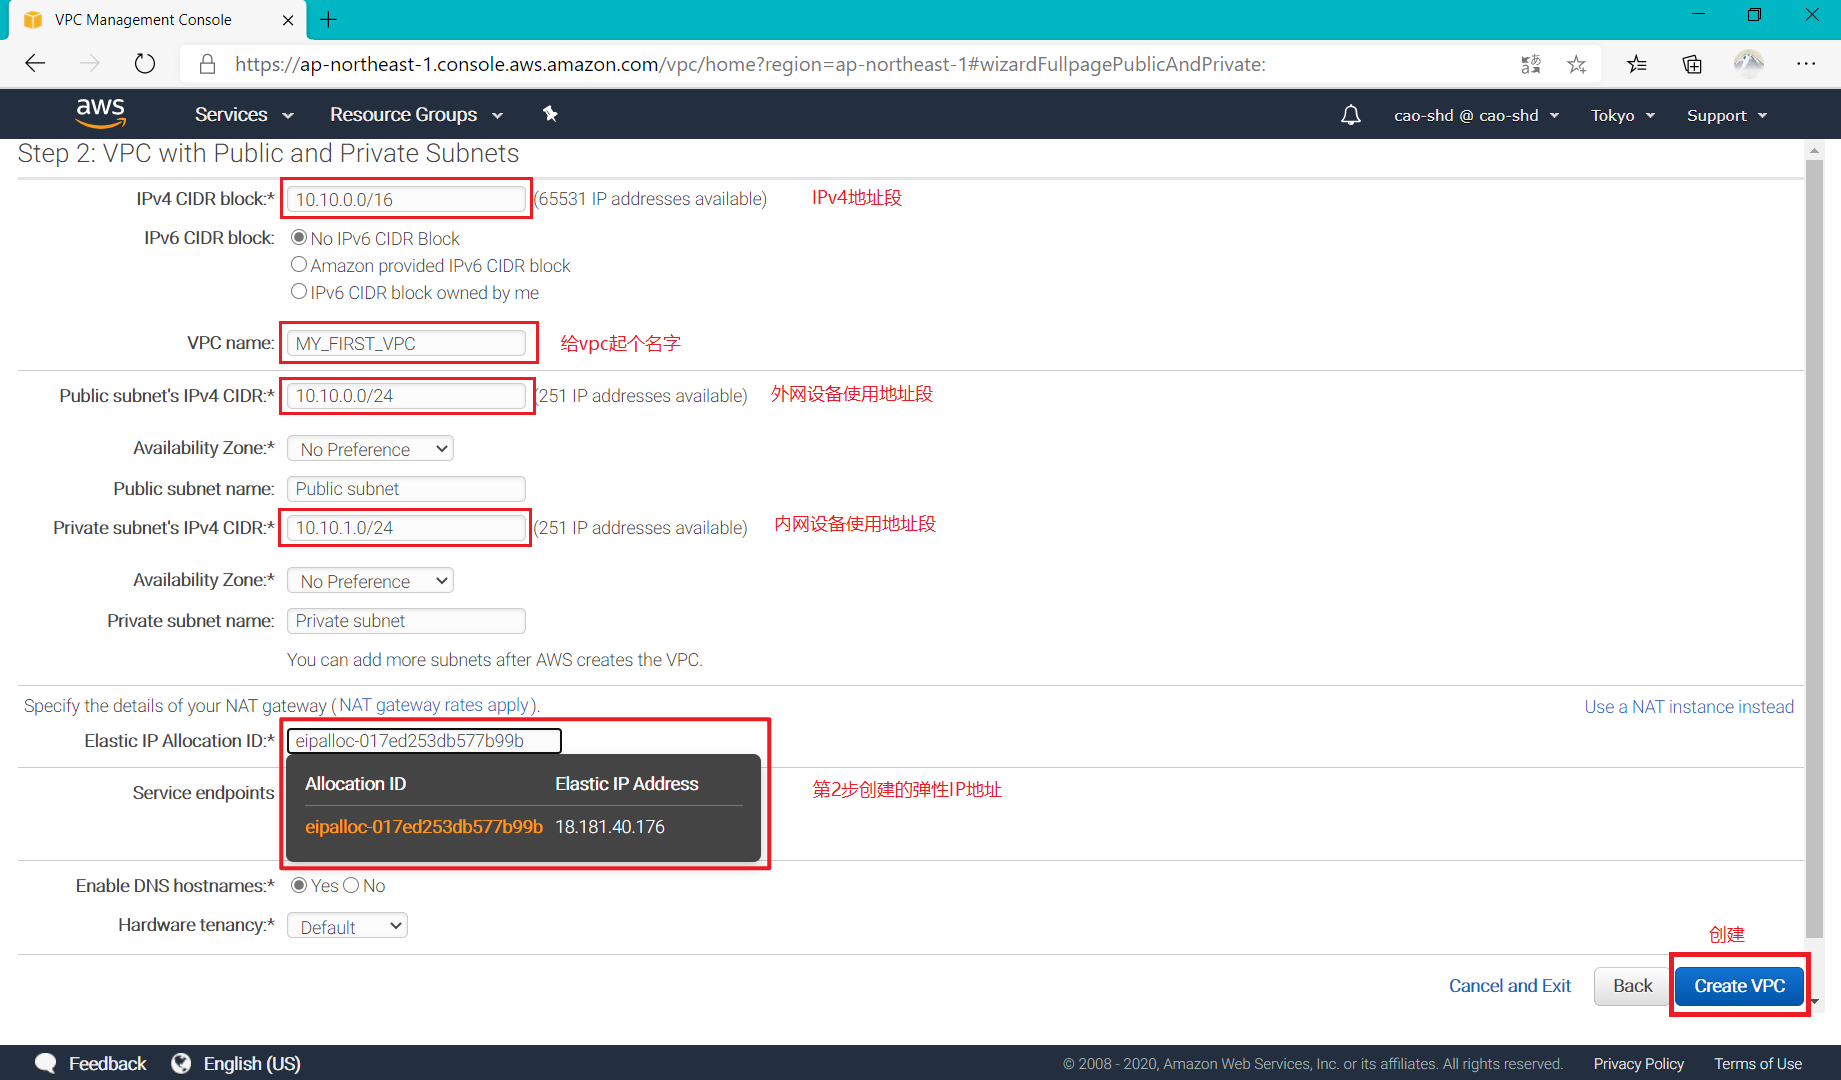 VPC Management Console
https://ap-northeast-1.console.aws.amazon.com/vpc/home?region=ap-northeast-1#wizardFullpagePublicAndPrivate:
aws Services Resource Groups cao-shd @ cao-shd Tokyo Support
Step 2: VPC with Public and Private Subnets
IPv4 CIDR block:* 10.10.0.0/16 (65531 IP addresses available) IPv4地址段
IPv6 CIDR block: No IPv6 CIDR Block
Amazon provided IPv6 CIDR block
IPv6 CIDR block owned by me
VPC name: MY_FIRST_VPC 给vpc起个名字
Public subnet's IPv4 CIDR:* 10.10.0.0/24 (251 IP addresses available) 外网设备使用地址段
Availability Zone:* No Preference
Public subnet name: Public subnet
Private subnet's IPv4 CIDR:* 10.10.1.0/24 (251 IP addresses available) 内网设备使用地址段
Availability Zone:* No Preference
Private subnet name: Private subnet
You can add more subnets after AWS creates the VPC.
Specify the details of your NAT gateway (NAT gateway rates apply). Use a NAT instance instead
Elastic IP Allocation ID:* eipalloc-017ed253db577b99b
Allocation ID Elastic IP Address
Service endpoints 第2步创建的弹性IP地址
eipalloc-017ed253db577b99b 18.181.40.176
Enable DNS hostnames:* Yes No
Hardware tenancy:* Default
创建
Cancel and Exit Back Create VPC
Feedback English (US) © 2008 - 2020, Amazon Web Services, Inc. or its affiliates. All rights reserved. Privacy Policy Terms of Use